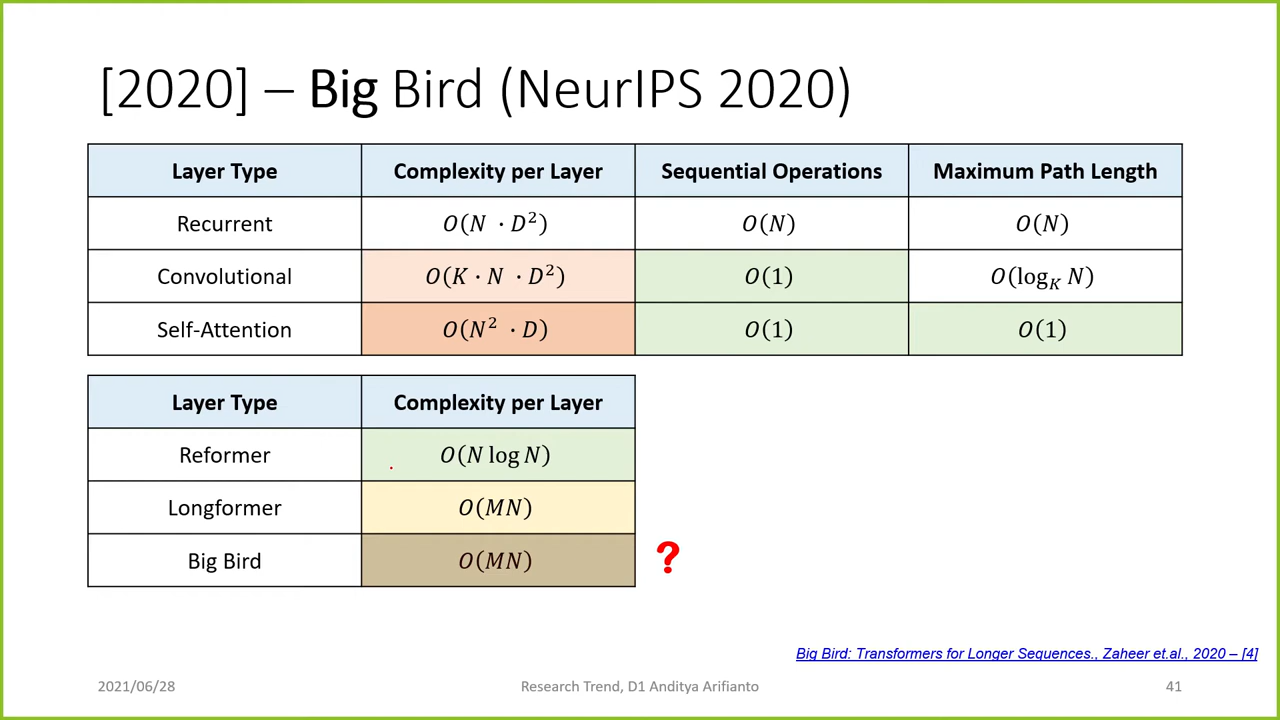 [2020] – Big Bird (NeurIPS 2020)
Layer Type Complexity per Layer Sequential Operations Maximum Path Length
Recurrent O(N · D²) O(N) O(N)
Convolutional O(K · N · D²) O(1) O(log_K N)
Self-Attention O(N² · D) O(1) O(1)
Layer Type Complexity per Layer
Reformer O(N log N)
Longformer O(MN)
Big Bird O(MN) ?
Big Bird: Transformers for Longer Sequences., Zaheer et.al., 2020 – [4]
2021/06/28 Research Trend, D1 Anditya Arifianto 41